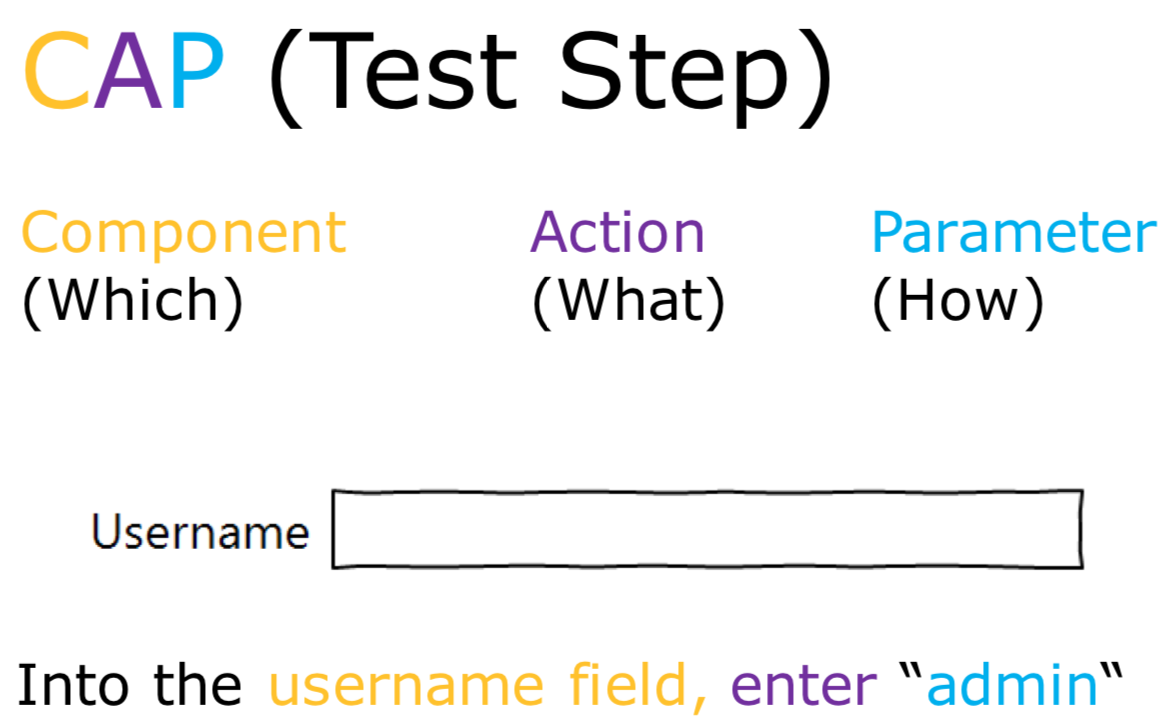 CAP (Test Step)
Component Action Parameter
(Which) (What) (How)
Username
Into the username field, enter “admin“